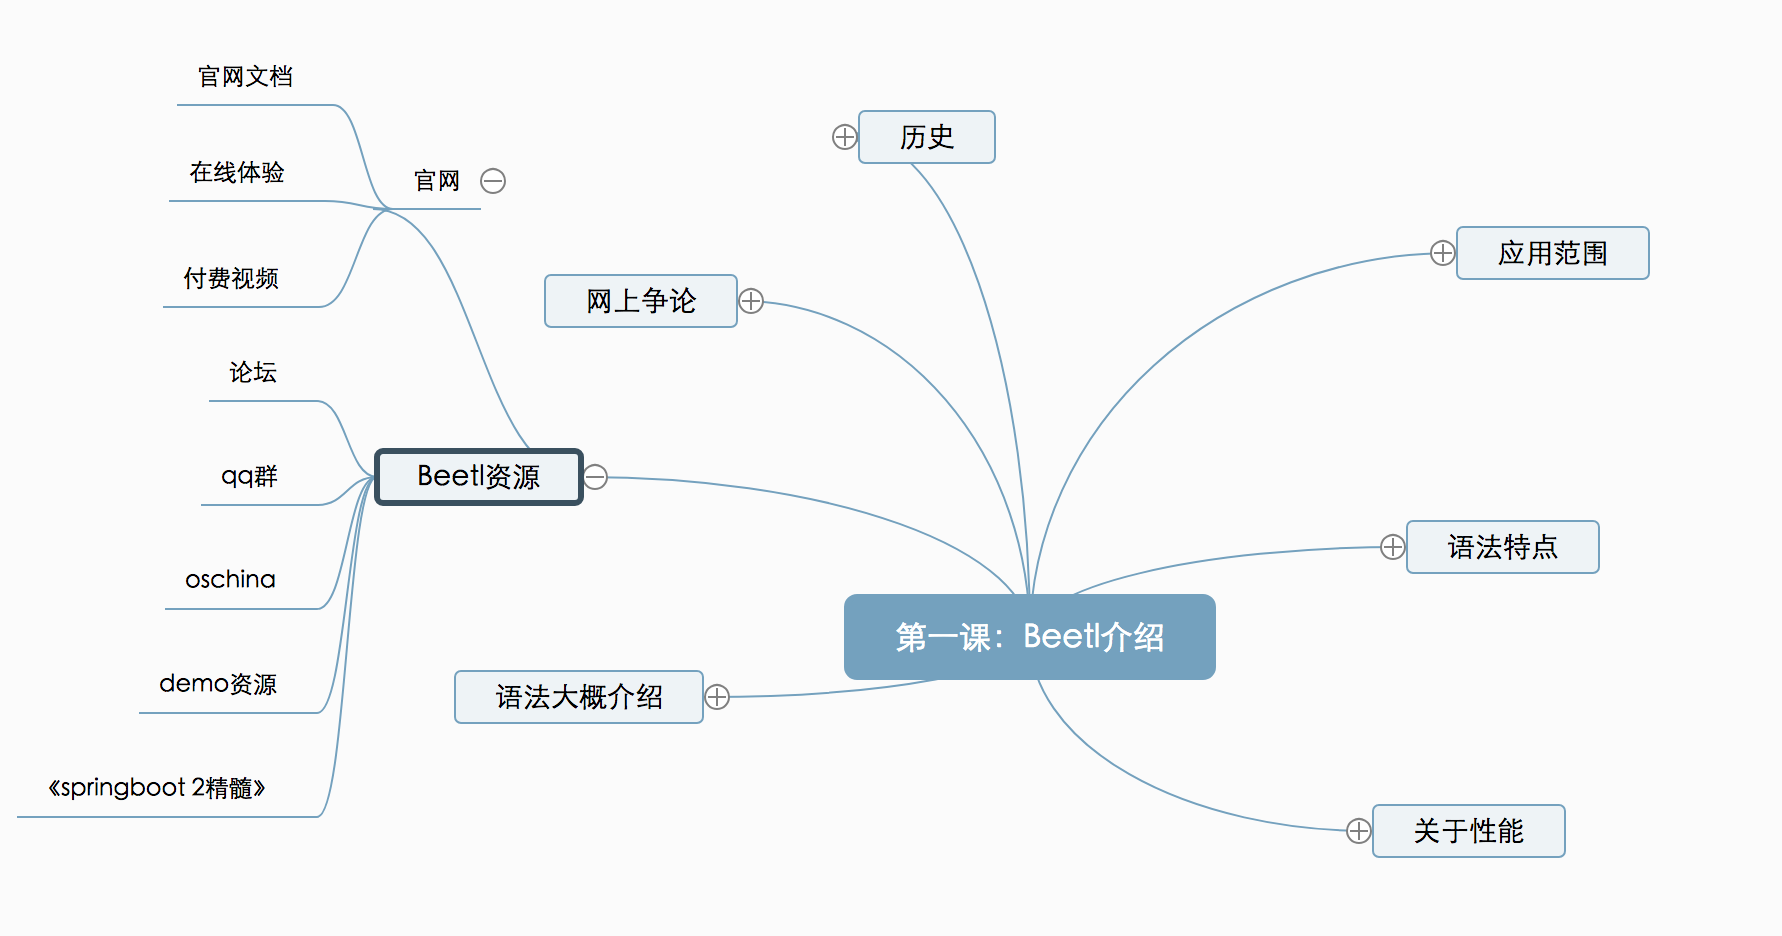 官网文档
在线体验
付费视频
官网
论坛
qq群
oschina
demo资源
《springboot 2精髓》
Beetl资源
历史
网上争论
语法大概介绍
第一课：Beetl介绍
应用范围
语法特点
关于性能